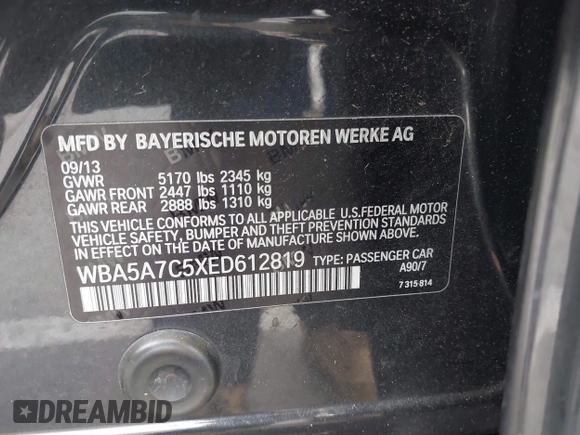 MFD BY BAYERISCHE MOTOREN WERKE AG
09/13
GVWR 5170 lbs 2345 kg
GAWR FRONT 2447 lbs 1110 kg
GAWR REAR 2888 lbs 1310 kg
THIS VEHICLE CONFORMS TO ALL APPLICABLE U.S.FEDERAL MOTOR
VEHICLE SAFETY, BUMPER AND THEFT PREVENTION STANDARDS
IN EFFECT ON THE DATE OF MANUFACTURE SHOWN ABOVE.
WBA5A7C5XED612819 TYPE: PASSENGER CAR
A90/7
7 315 814
DREAMBID